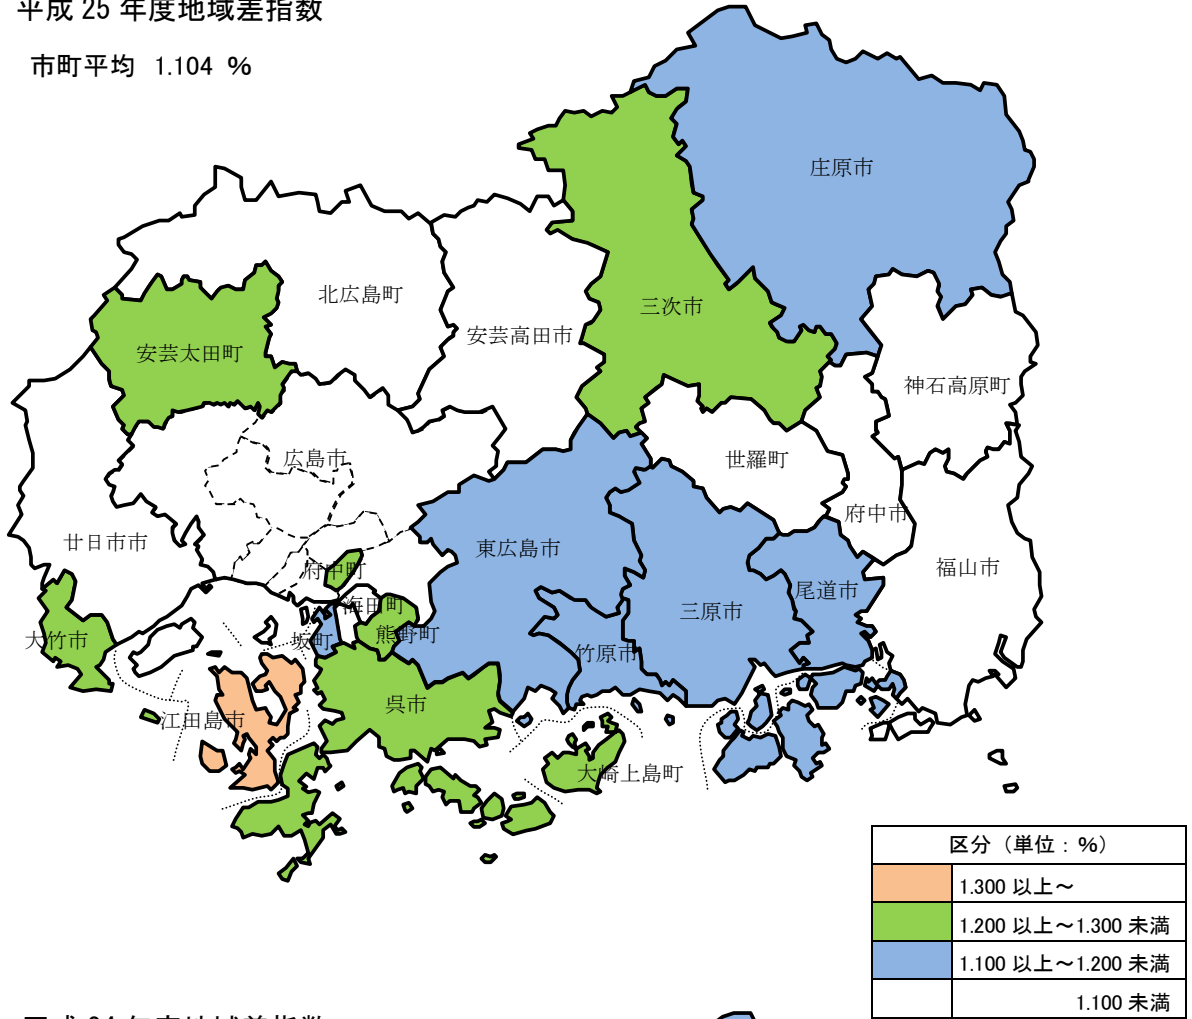 平成 25 年度地域差指数
市町平均 1.104 %
庄原市
北広島町
三次市
安芸高田市
安芸太田町
神石高原町
広島市
世羅町
府中市
廿日市市
東広島市
福山市
府中町
尾道市
海田町
三原市
大竹市
坂町
熊野町
竹原市
江田島市
呉市
大崎上島町
区分（単位：%）
1.300 以上～
1.200 以上～1.300 未満
1.100 以上～1.200 未満
1.100 未満